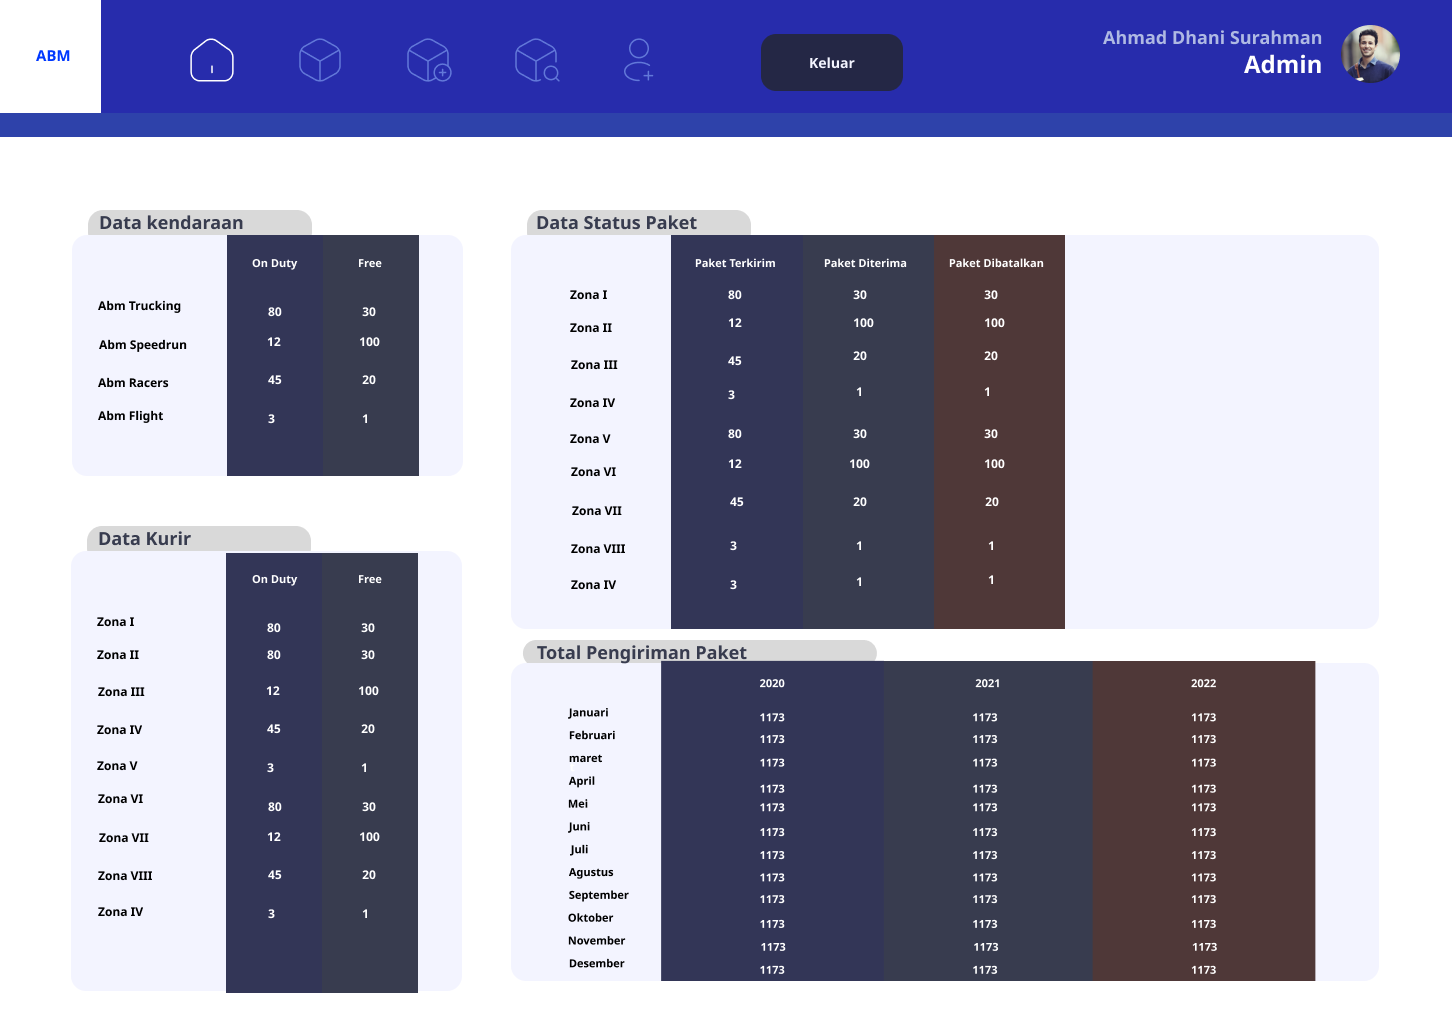 ABM
Keluar
Ahmad Dhani Surahman
Admin
Data kendaraan
On Duty Free
Abm Trucking 80 30
Abm Speedrun 12 100
Abm Racers 45 20
Abm Flight 3 1
Data Kurir
On Duty Free
Zona I 80 30
Zona II 80 30
Zona III 12 100
Zona IV 45 20
Zona V 3 1
Zona VI 80 30
Zona VII 12 100
Zona VIII 45 20
Zona IV 3 1
Data Status Paket
Paket Terkirim Paket Diterima Paket Dibatalkan
Zona I 80 30 30
Zona II 12 100 100
Zona III 45 20 20
Zona IV 3 1 1
Zona V 80 30 30
Zona VI 12 100 100
Zona VII 45 20 20
Zona VIII 3 1 1
Zona IV 3 1 1
Total Pengiriman Paket
2020 2021 2022
Januari 1173 1173 1173
Februari 1173 1173 1173
maret 1173 1173 1173
April 1173 1173 1173
Mei 1173 1173 1173
Juni 1173 1173 1173
Juli 1173 1173 1173
Agustus 1173 1173 1173
September 1173 1173 1173
Oktober 1173 1173 1173
November 1173 1173 1173
Desember 1173 1173 1173